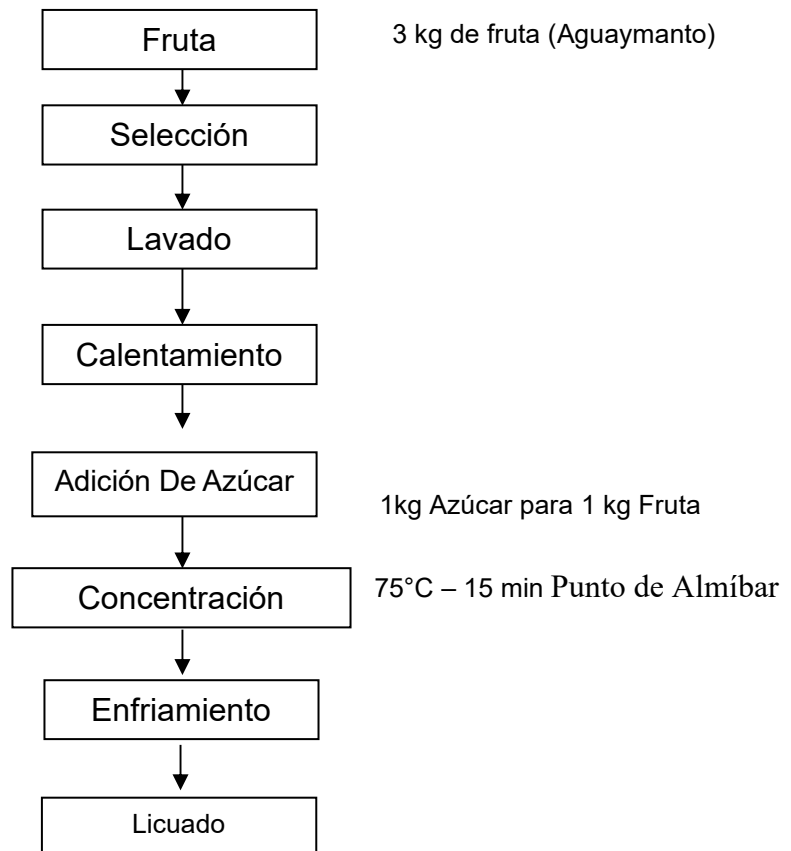 Fruta
3 kg de fruta (Aguaymanto)
Selección
Lavado
Calentamiento
Adición De Azúcar
1kg Azúcar para 1 kg Fruta
Concentración
75°C – 15 min Punto de Almíbar
Enfriamiento
Licuado